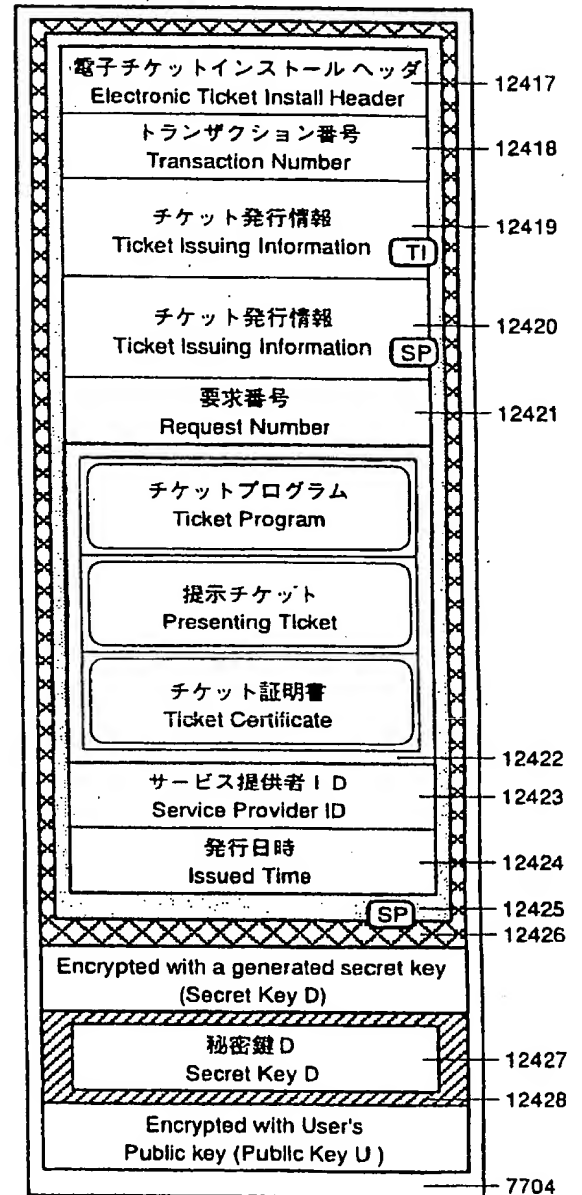 電子チケットインストールヘッダ
Electronic Ticket Install Header
12417
トランザクション番号
Transaction Number
12418
チケット発行情報
Ticket Issuing Information
TI
12419
チケット発行情報
Ticket Issuing Information
SP
12420
要求番号
Request Number
12421
チケットプログラム
Ticket Program
提示チケット
Presenting Ticket
チケット証明書
Ticket Certificate
12422
サービス提供者ID
Service Provider ID
12423
発行日時
Issued Time
12424
SP
12425
12426
Encrypted with a generated secret key
(Secret Key D)
秘密鍵D
Secret Key D
12427
12428
Encrypted with User's
Public key (Public Key U )
7704